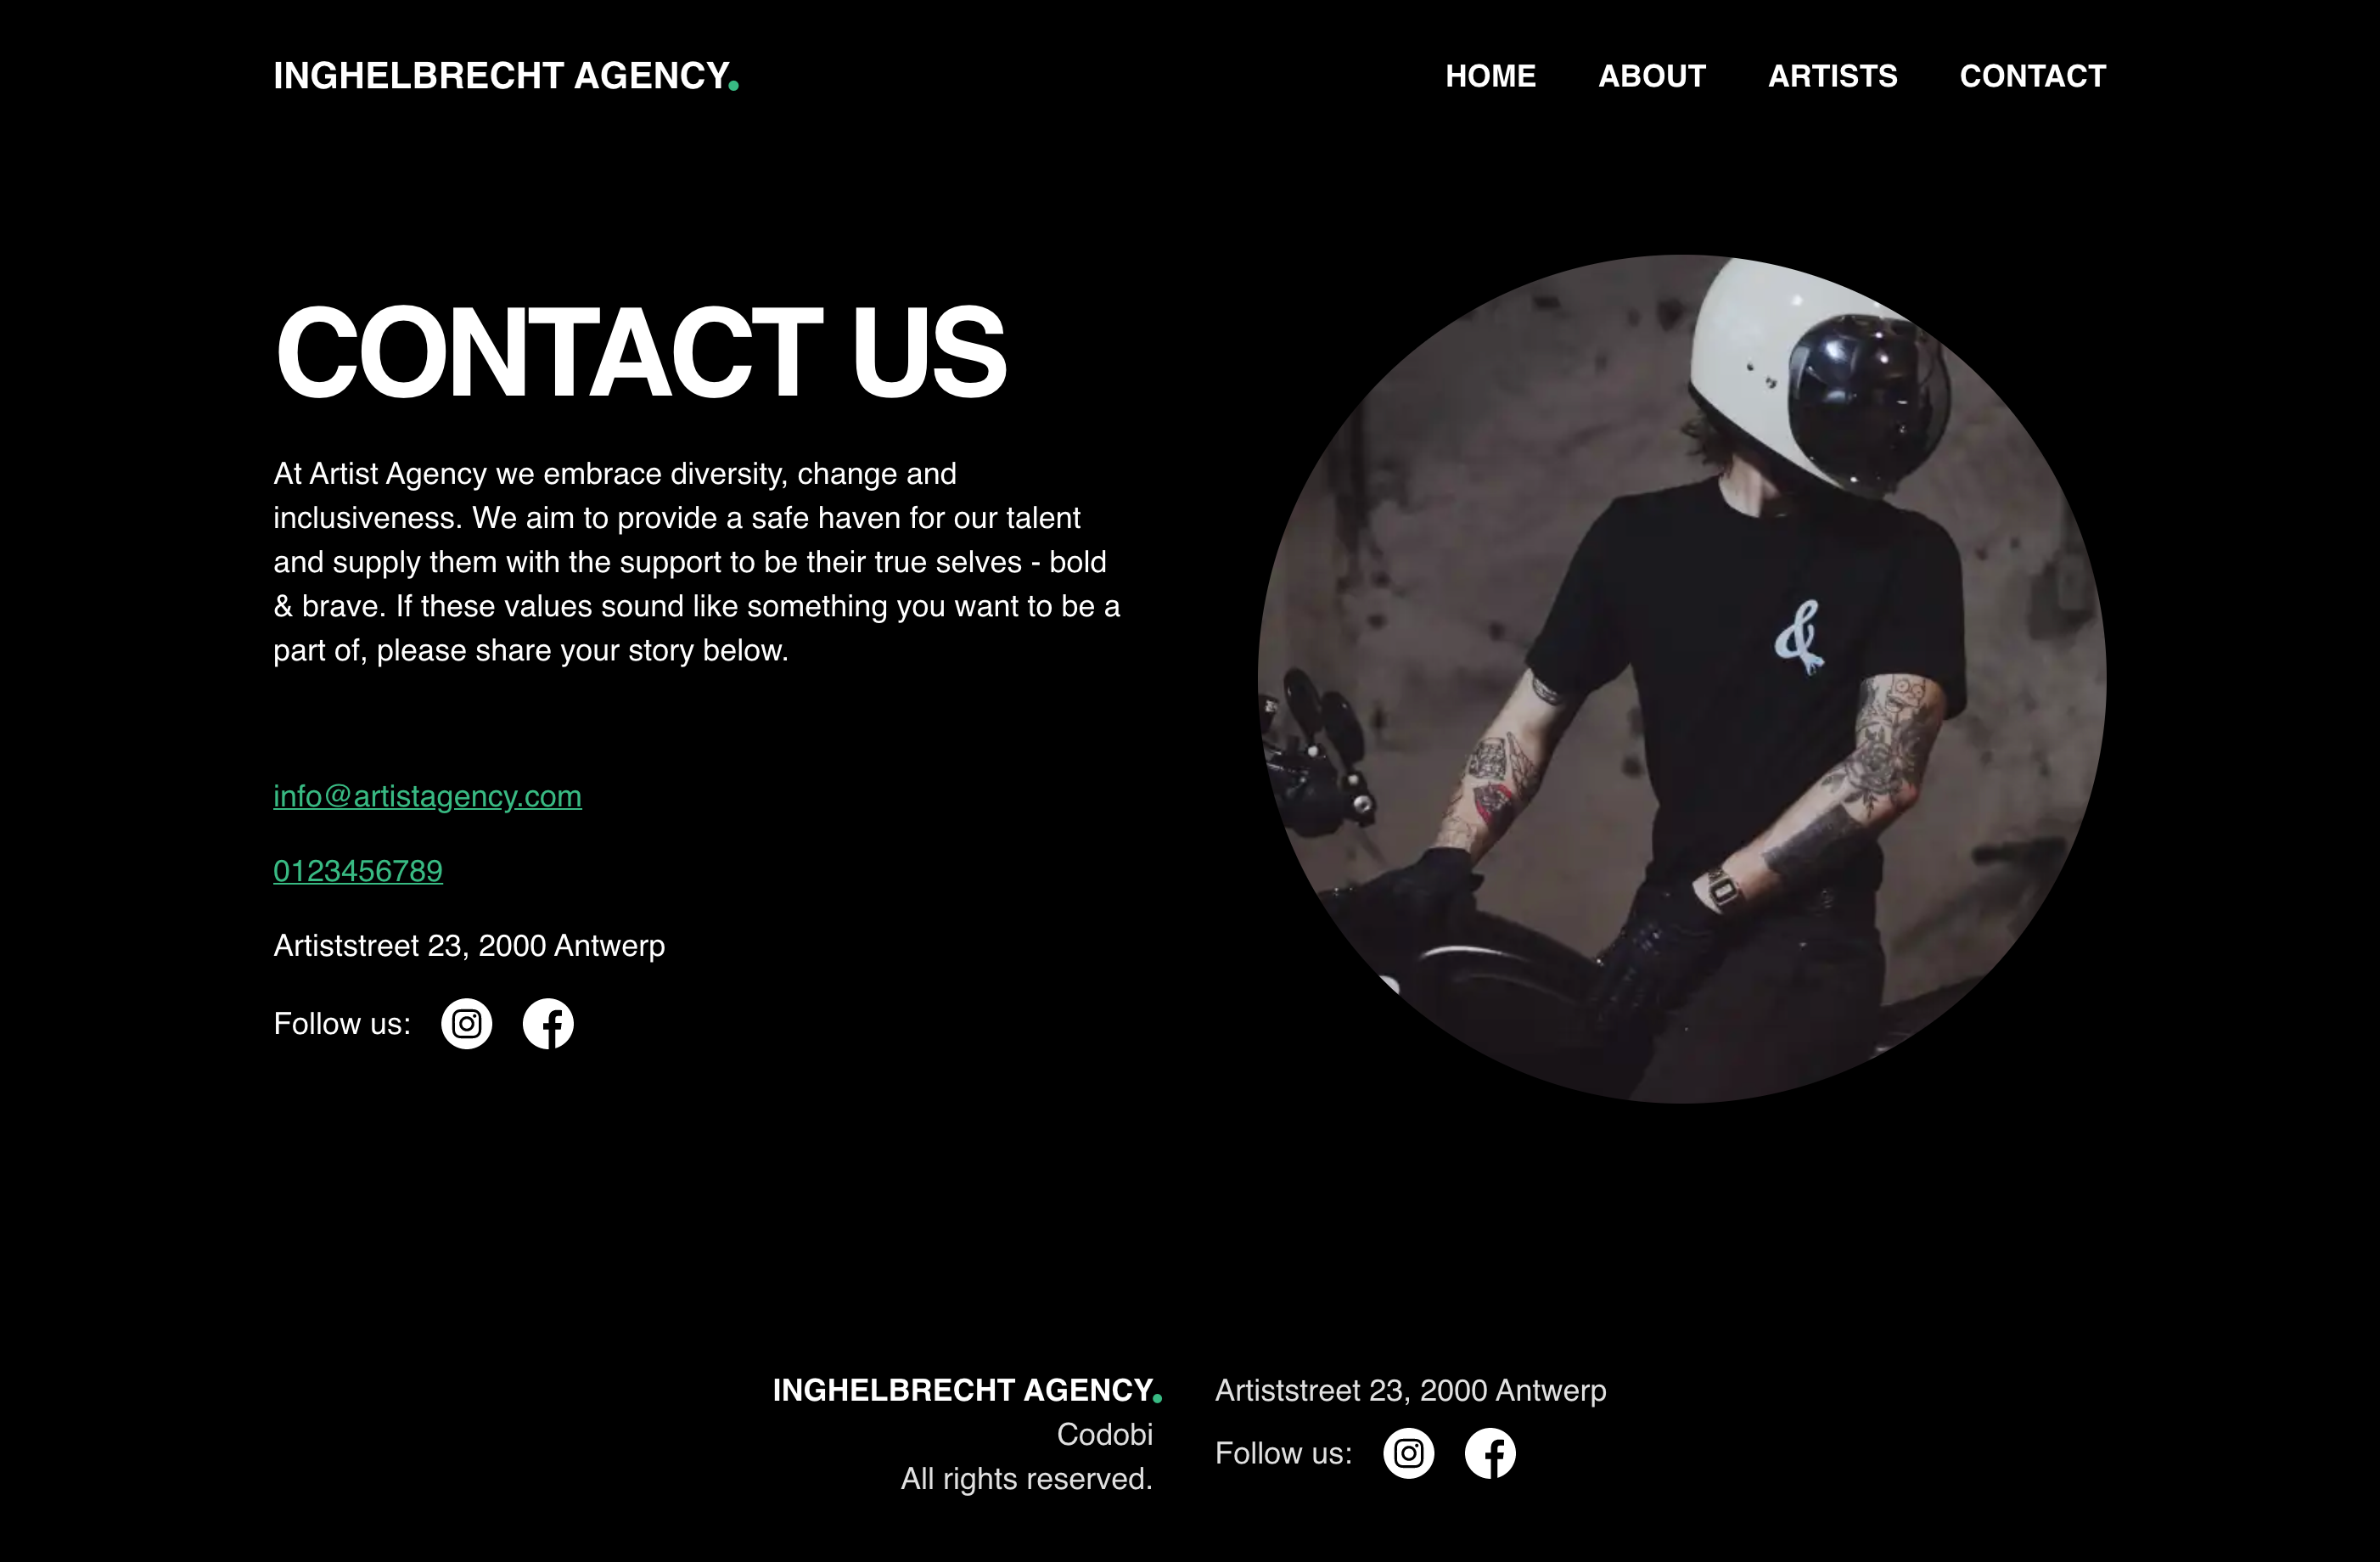 INGHELBRECHT AGENCY.
HOME ABOUT ARTISTS CONTACT
CONTACT US
At Artist Agency we embrace diversity, change and
inclusiveness. We aim to provide a safe haven for our talent
and supply them with the support to be their true selves - bold
& brave. If these values sound like something you want to be a
part of, please share your story below.
info@artistagency.com
0123456789
Artiststreet 23, 2000 Antwerp
Follow us:
&
INGHELBRECHT AGENCY.
Codobi
All rights reserved.
Artiststreet 23, 2000 Antwerp
Follow us: